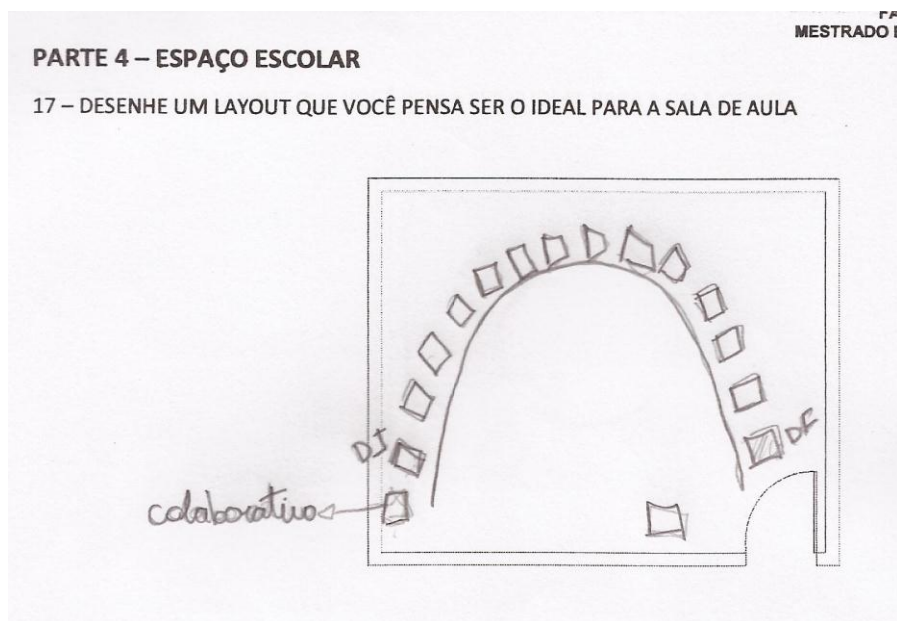 MESTRADO
PARTE 4 – ESPAÇO ESCOLAR
17 – DESENHE UM LAYOUT QUE VOCÊ PENSA SER O IDEAL PARA A SALA DE AULA
DF
colaborativo